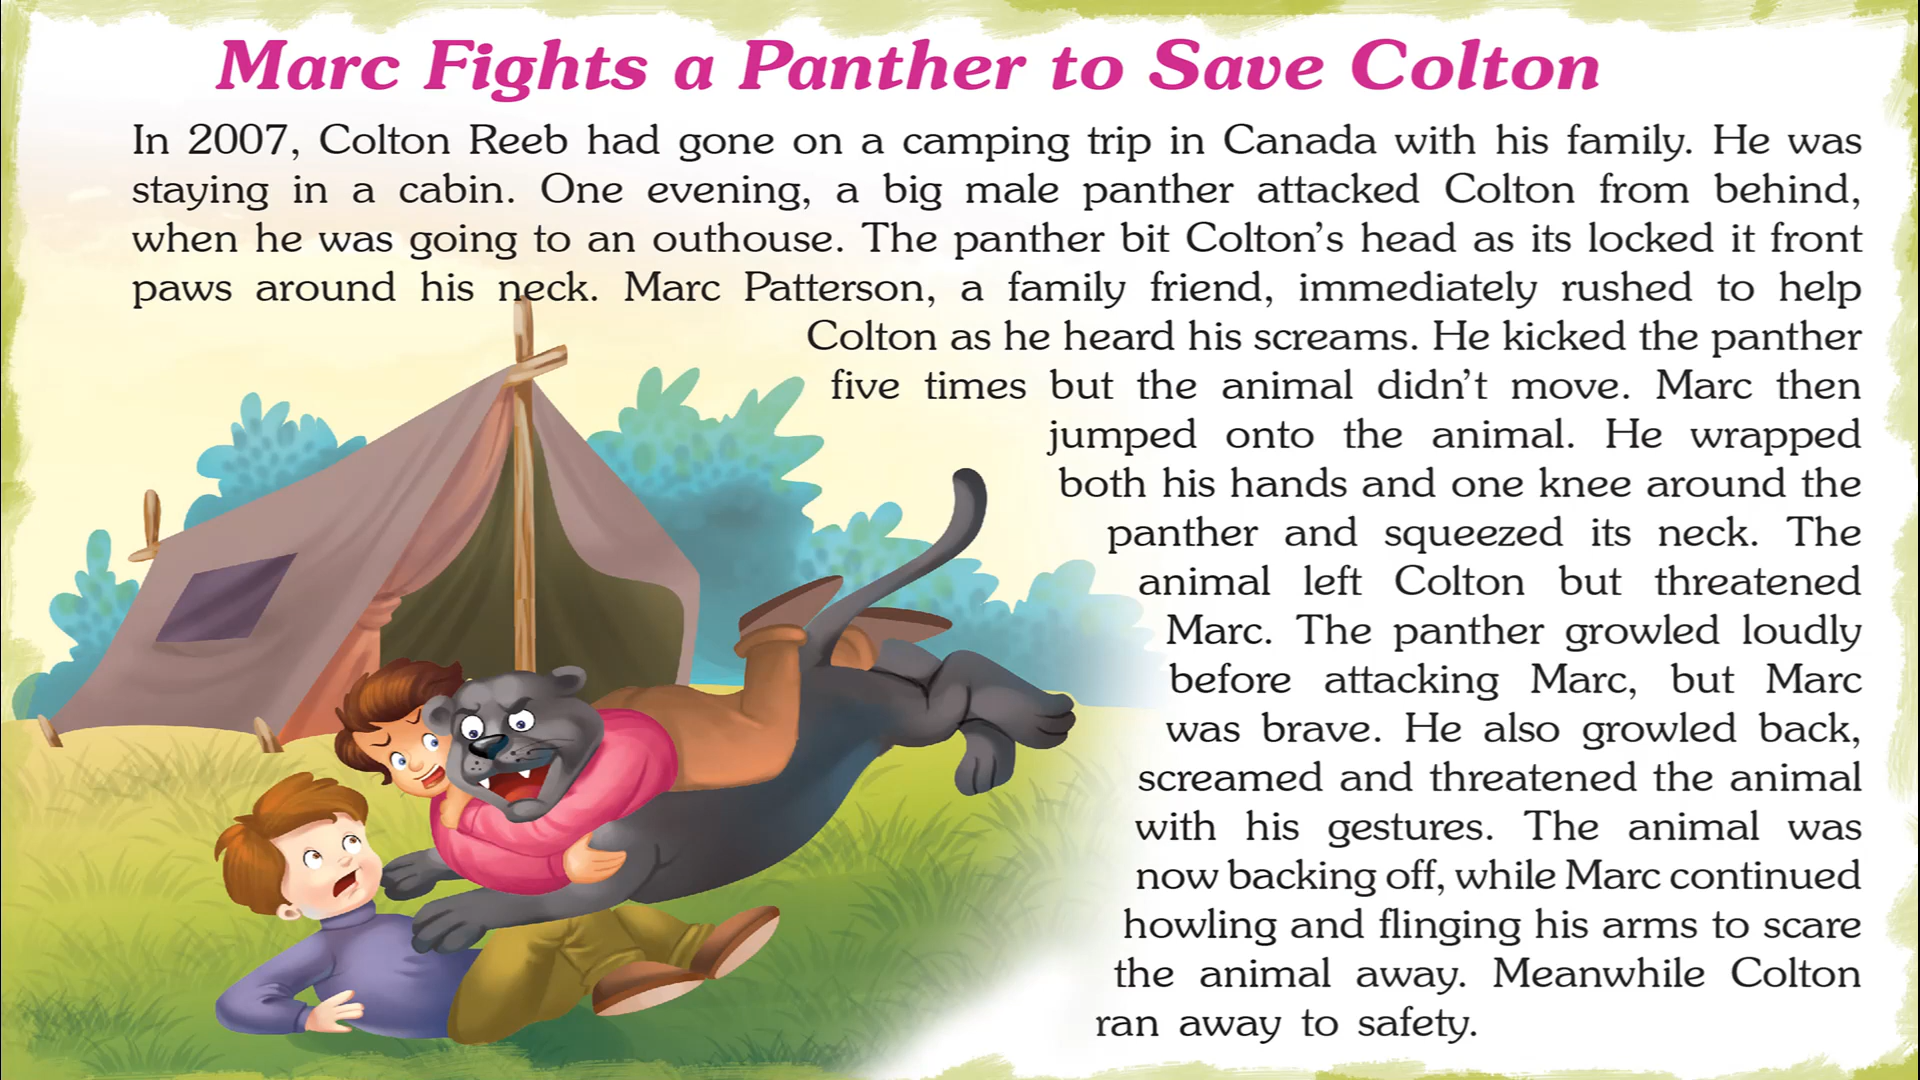 Marc Fights a Panther to Save Colton
In 2007, Colton Reeb had gone on a camping trip in Canada with his family. He was
staying in a cabin. One evening, a big male panther attacked Colton from behind,
when he was going to an outhouse. The panther bit Colton’s head as its locked it front
paws around his neck. Marc Patterson, a family friend, immediately rushed to help
Colton as he heard his screams. He kicked the panther
five times but the animal didn’t move. Marc then
jumped onto the animal. He wrapped
both his hands and one knee around the
panther and squeezed its neck. The
animal left Colton but threatened
Marc. The panther growled loudly
before attacking Marc, but Marc
was brave. He also growled back,
screamed and threatened the animal
with his gestures. The animal was
now backing off, while Marc continued
howling and flinging his arms to scare
the animal away. Meanwhile Colton
ran away to safety.